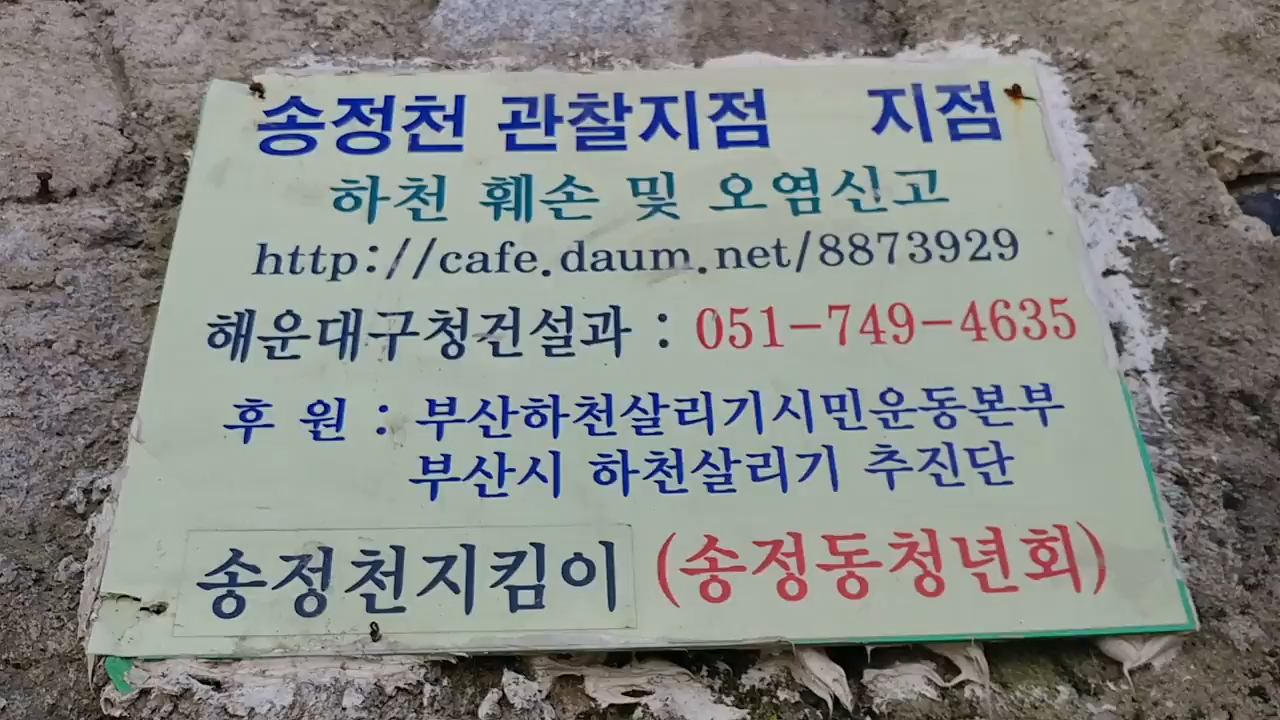 송정천 관찰지점 지점
하천 훼손 및 오염신고
http://cafe.daum.net/8873929
해운대구청건설과 : 051-749-4635
후 원 : 부산하천살리기시민운동본부
부산시 하천살리기 추진단
송정천지킴이 (송정동청년회)